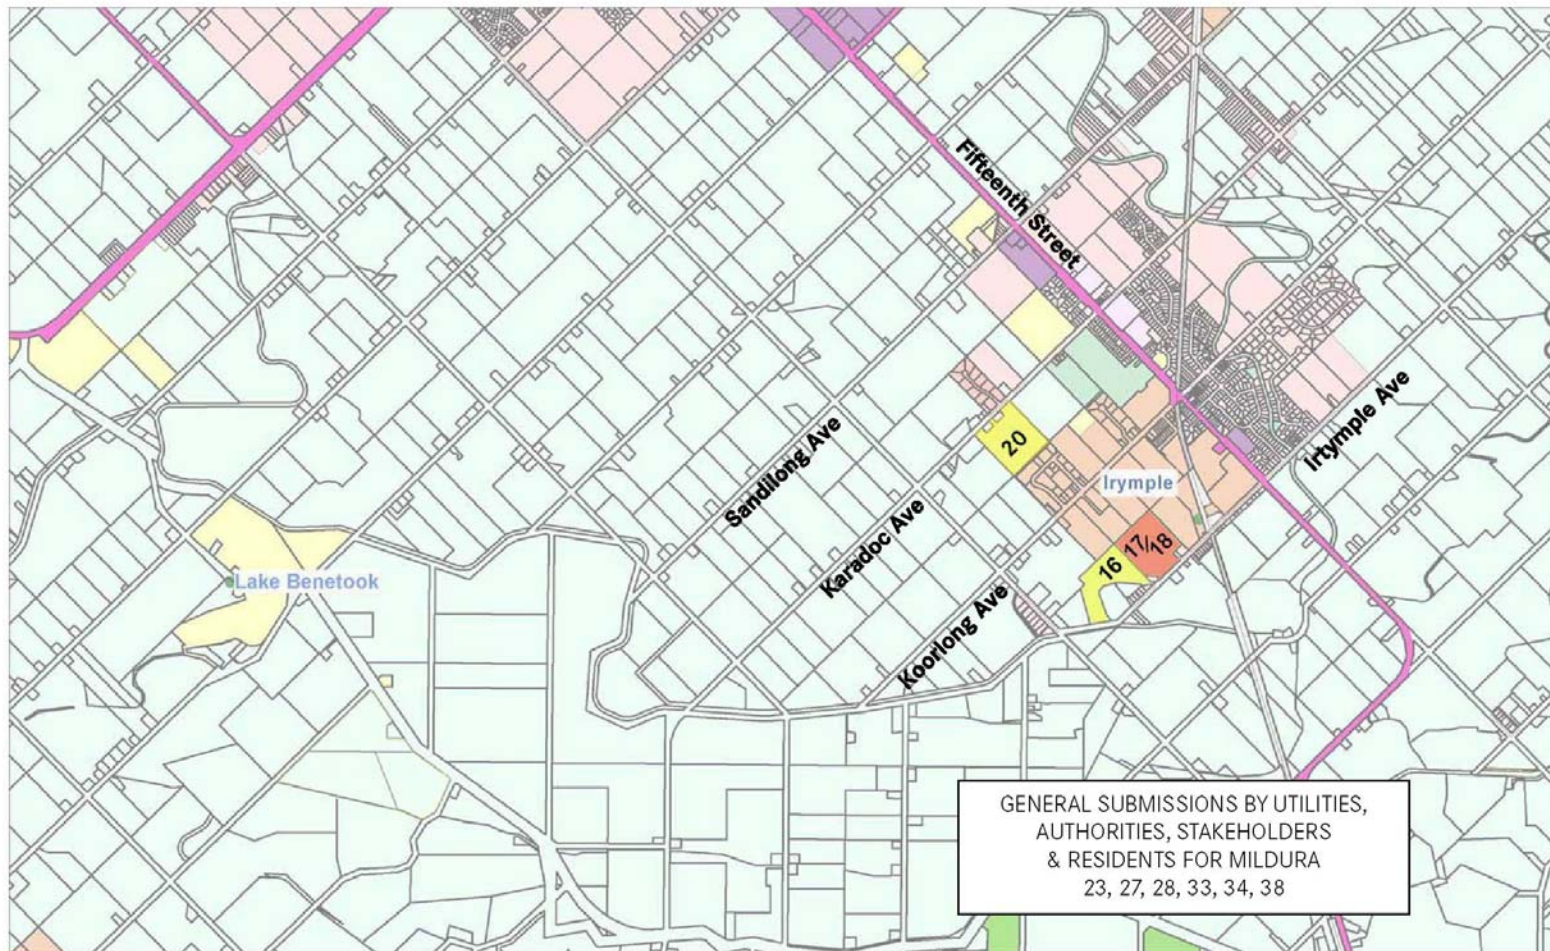 Fifteenth Street
Irtymple Ave
Sandilong Ave
20
Irymple
Karadoc Ave
17/18
16
Lake Benetook
Koorlong Ave
GENERAL SUBMISSIONS BY UTILITIES,
AUTHORITIES, STAKEHOLDERS
& RESIDENTS FOR MILDURA
23, 27, 28, 33, 34, 38